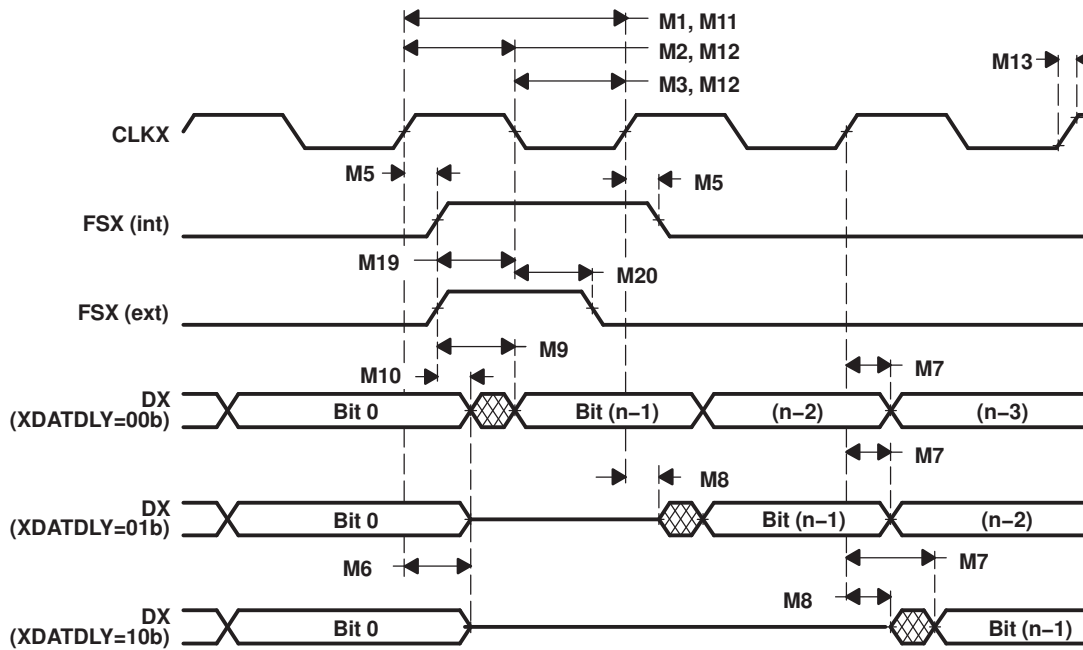 M1, M11
M2, M12
M13
M3, M12
CLKX
M5
M5
FSX (int)
M19
M20
FSX (ext)
M9
M10
M7
DX
(XDATDLY=00b)
Bit 0
Bit (n−1)
(n−2)
(n−3)
M7
M8
DX
(XDATDLY=01b)
Bit 0
Bit (n−1)
(n−2)
M6
M7
M8
DX
(XDATDLY=10b)
Bit 0
Bit (n−1)